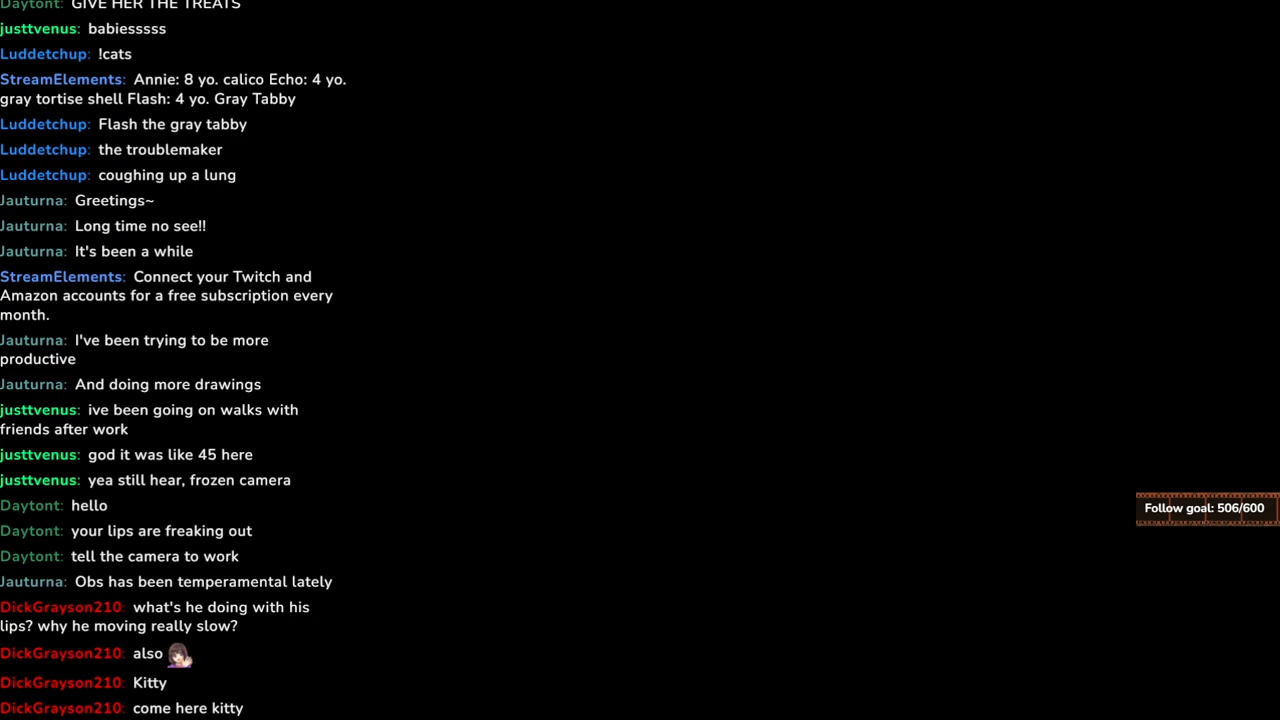 Daytont: GIVE HER THE TREATS
justtvenus: babiesssss
Luddetchup: !cats
StreamElements: Annie: 8 yo. calico Echo: 4 yo.
gray tortise shell Flash: 4 yo. Gray Tabby
Luddetchup: Flash the gray tabby
Luddetchup: the troublemaker
Luddetchup: coughing up a lung
Jauturna: Greetings~
Jauturna: Long time no see!!
Jauturna: It's been a while
StreamElements: Connect your Twitch and
Amazon accounts for a free subscription every
month.
Jauturna: I've been trying to be more
productive
Jauturna: And doing more drawings
justtvenus: ive been going on walks with
friends after work
justtvenus: god it was like 45 here
justtvenus: yea still hear, frozen camera
Daytont: hello
Follow goal: 506/600
Daytont: your lips are freaking out
Daytont: tell the camera to work
Jauturna: Obs has been temperamental lately
DickGrayson210: what's he doing with his
lips? why he moving really slow?
DickGrayson210: also
DickGrayson210: Kitty
DickGrayson210: come here kitty